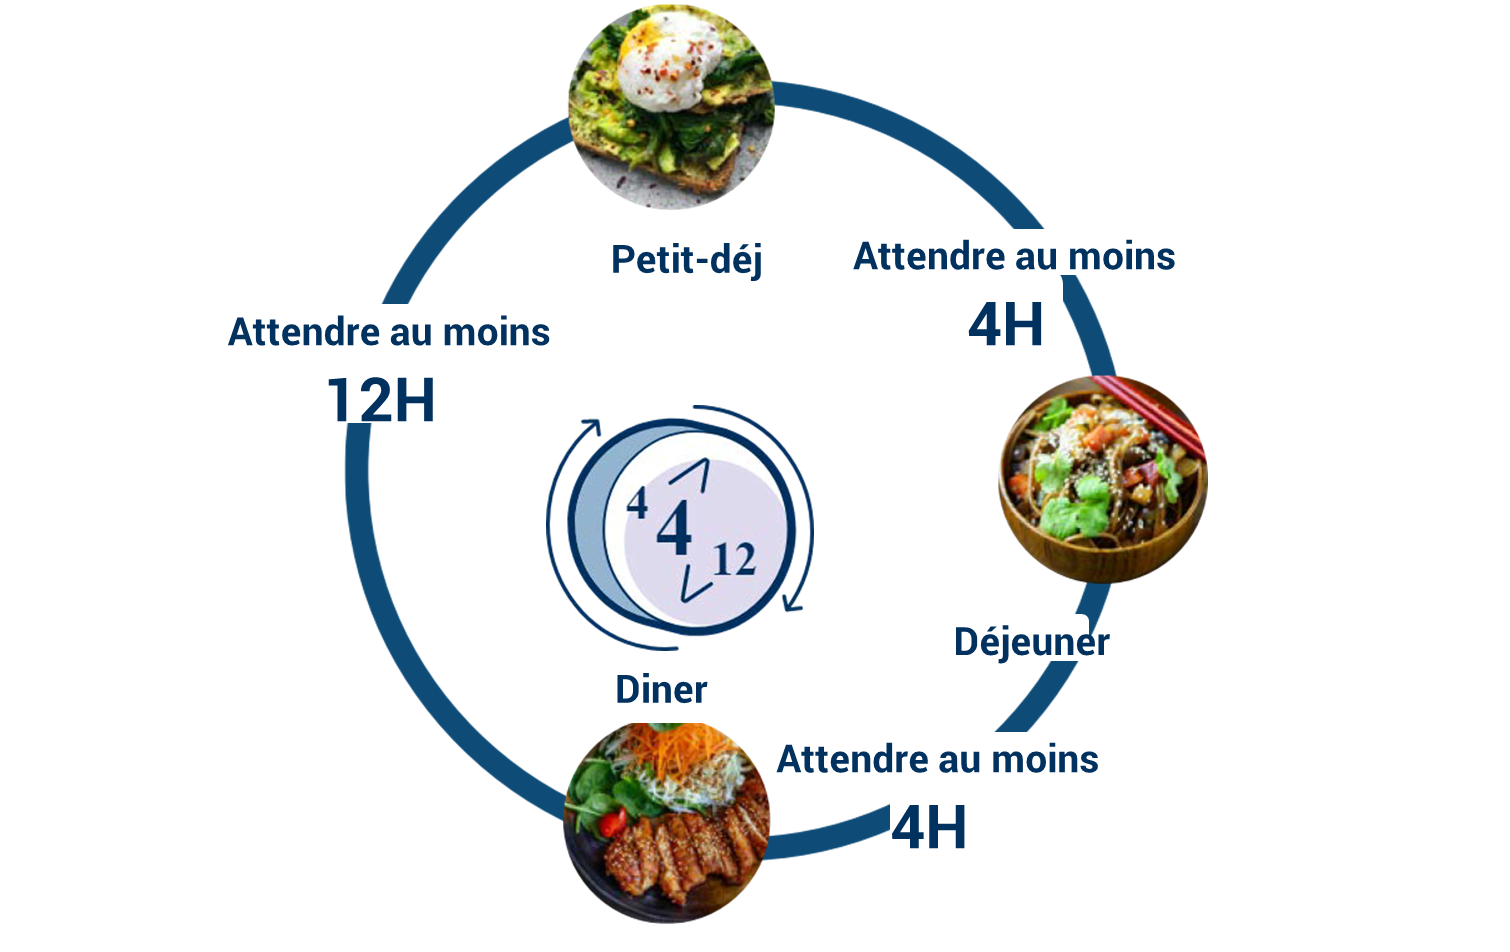 Petit-déj
Attendre au moins
4H
Attendre au moins
12H
4
4
12
Déjeuner
Diner
Attendre au moins
4H